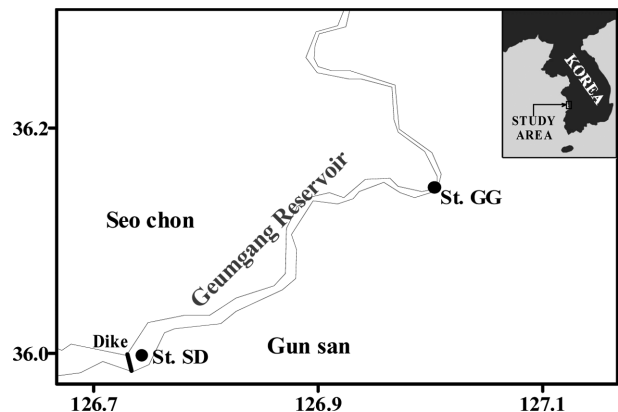 KOREA
STUDY
AREA
36.2
St. GG
Geumgang Reservoir
Seo chon
Dike
36.0
St. SD
Gun san
126.7
126.9
127.1